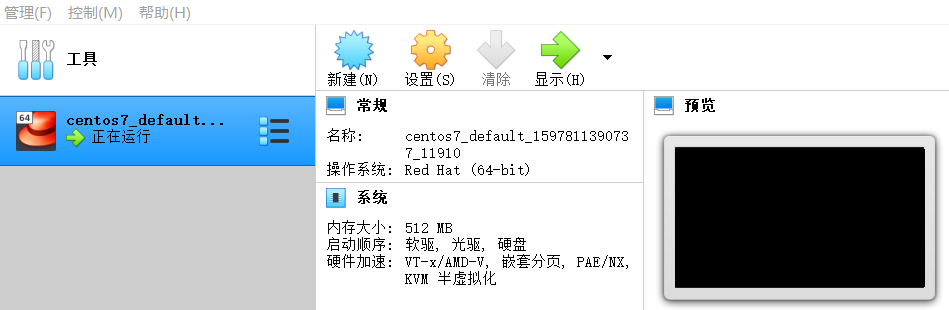 管理(F) 控制(M) 帮助(H)
工具
新建(N) 设置(S) 清除 显示(H)
64
centos7_default...
正在运行
常规
名称: centos7_default_159781139073
7_11910
操作系统: Red Hat (64-bit)
系统
内存大小: 512 MB
启动顺序: 软驱, 光驱, 硬盘
硬件加速: VT-x/AMD-V, 嵌套分页, PAE/NX,
KVM 半虚拟化
预览